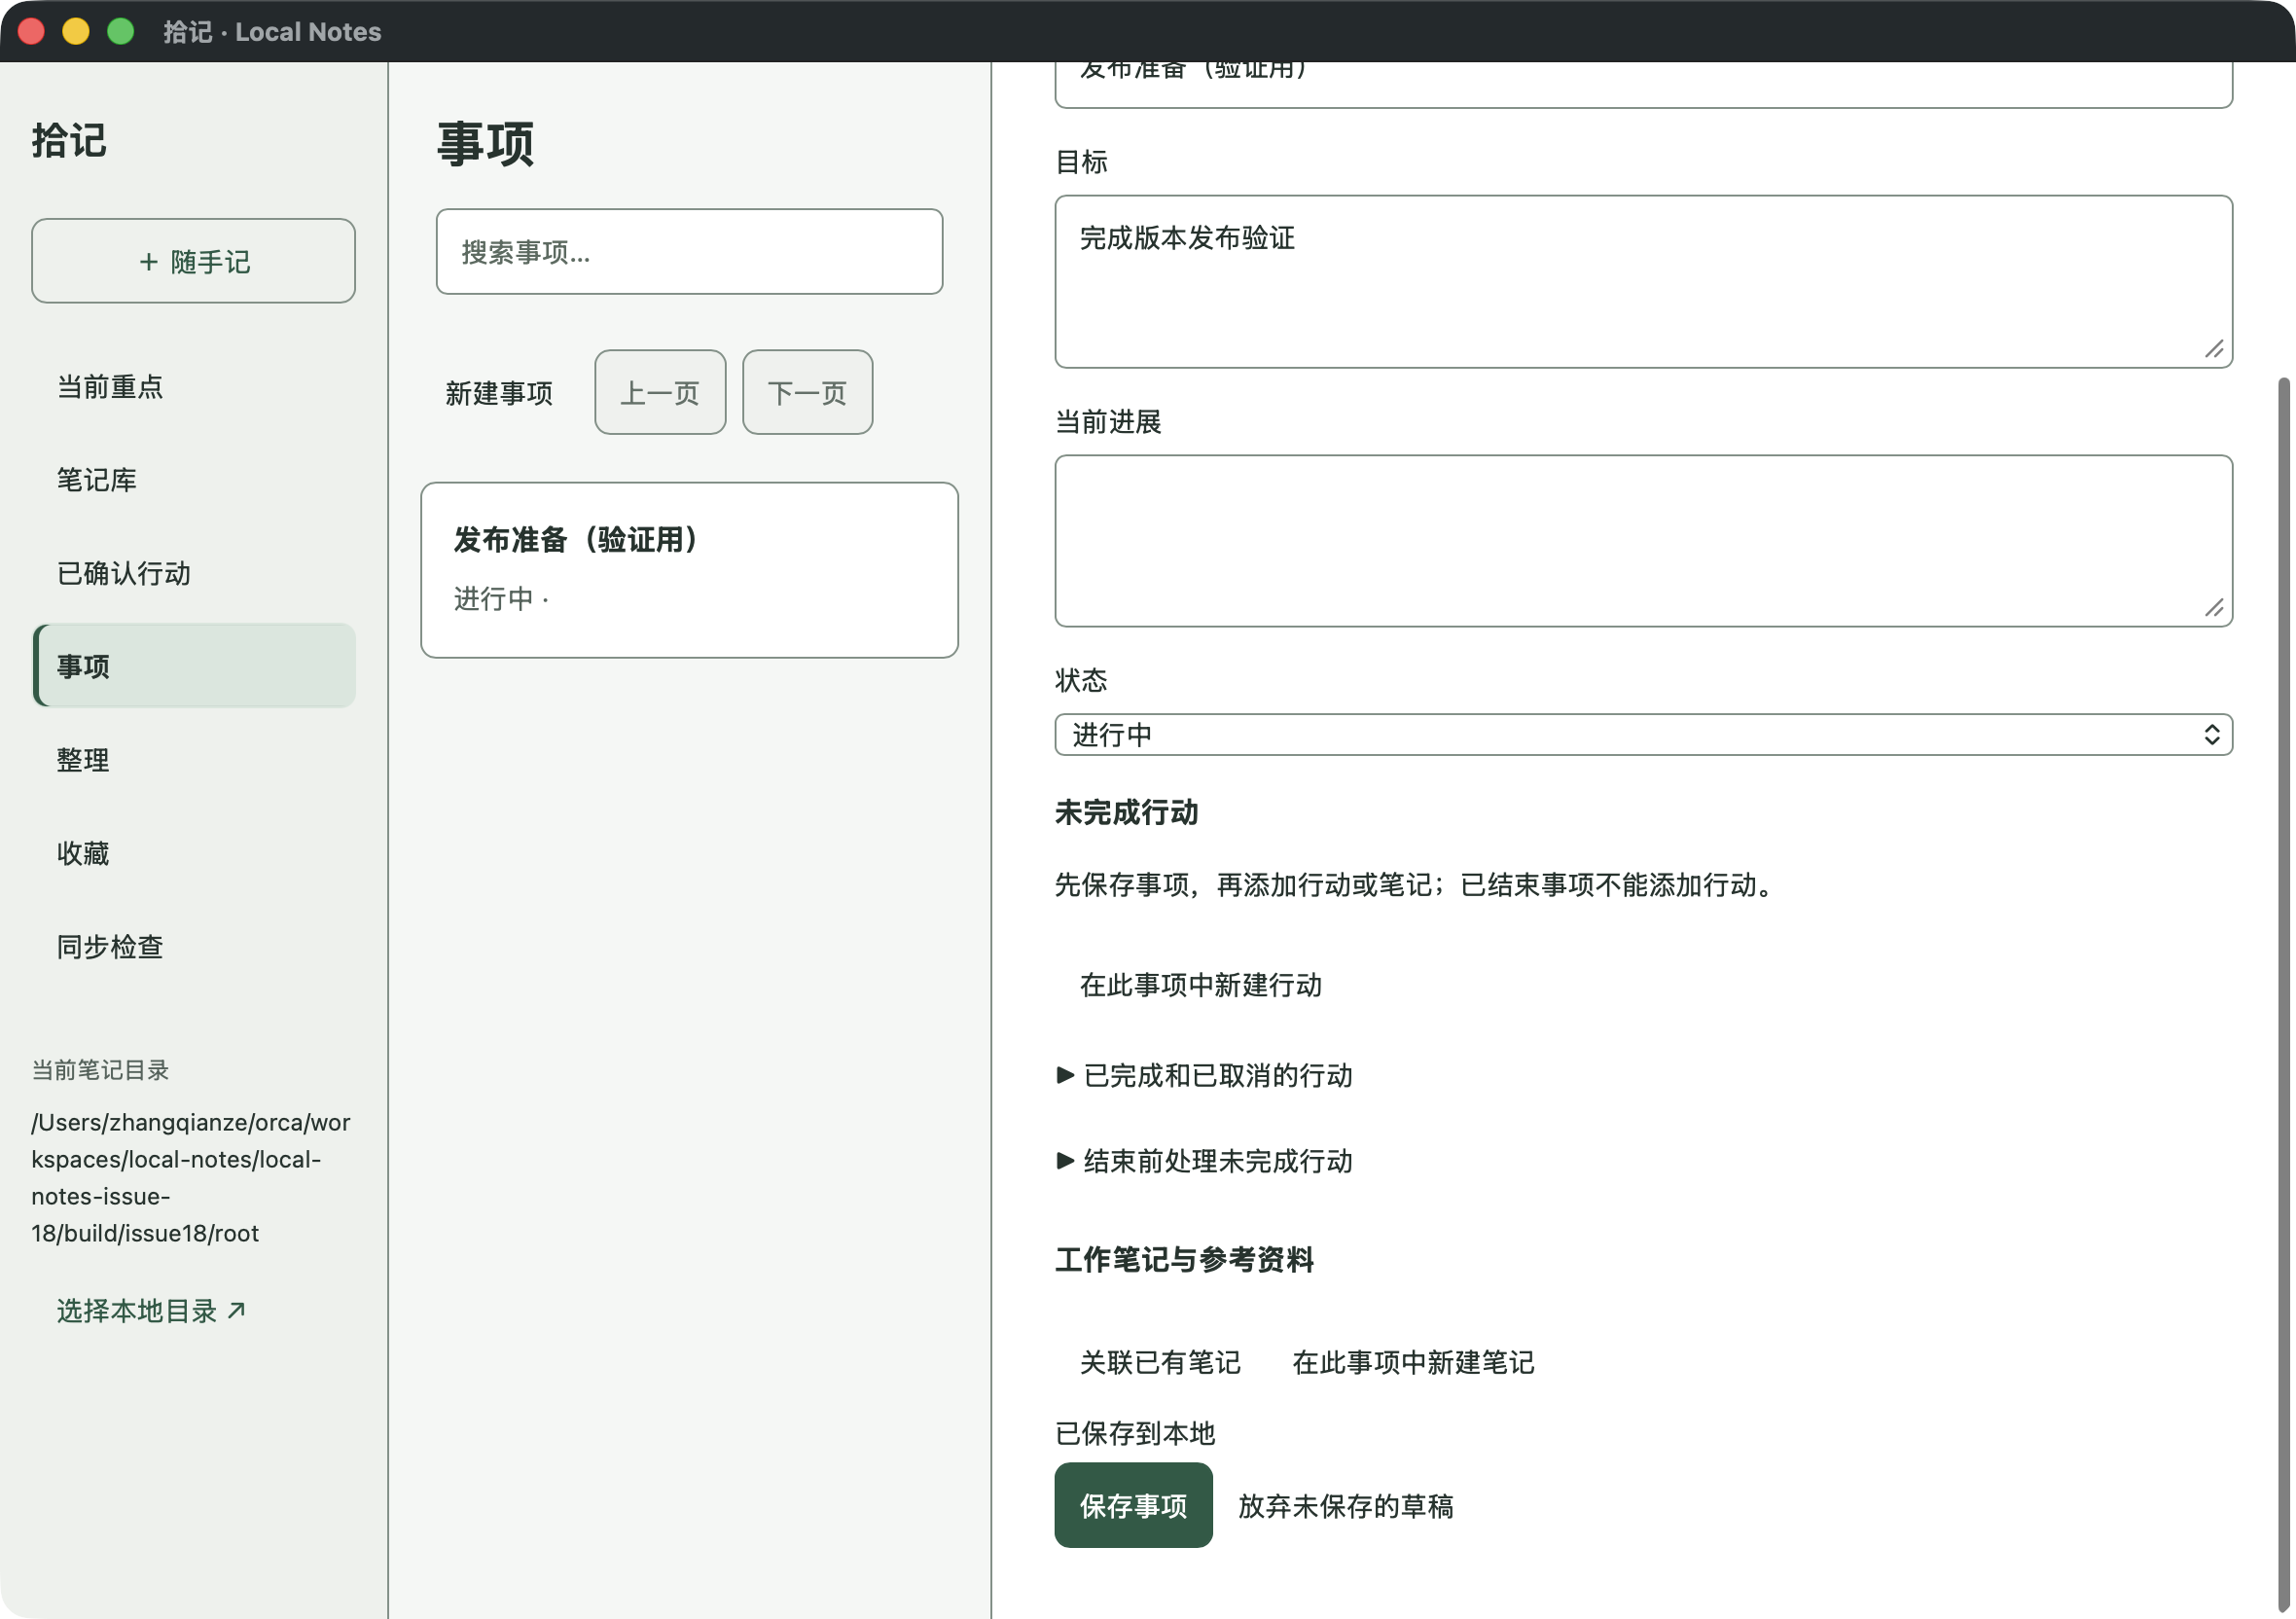 拾记 · Local Notes
拾记
+ 随手记
当前重点
笔记库
已确认行动
事项
整理
收藏
同步检查
当前笔记目录
/Users/zhangqianze/orca/wor
kspaces/local-notes/local-
notes-issue-
18/build/issue18/root
选择本地目录 ↗
事项
搜索事项...
新建事项 上一页 下一页
发布准备（验证用）
进行中 ·
发布准备（验证用）
目标
完成版本发布验证
当前进展
状态
进行中
未完成行动
先保存事项，再添加行动或笔记；已结束事项不能添加行动。
在此事项中新建行动
▶ 已完成和已取消的行动
▶ 结束前处理未完成行动
工作笔记与参考资料
关联已有笔记 在此事项中新建笔记
已保存到本地
保存事项 放弃未保存的草稿